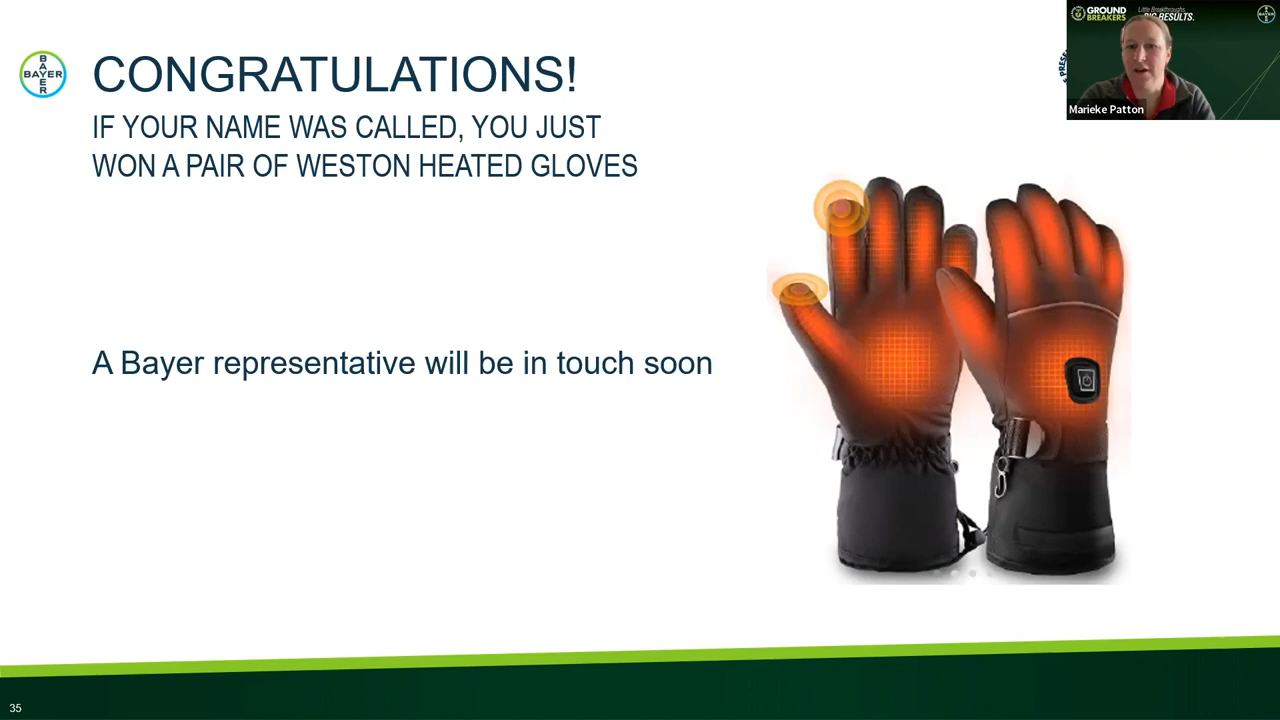 BAYER
BAYER
CONGRATULATIONS!
IF YOUR NAME WAS CALLED, YOU JUST
WON A PAIR OF WESTON HEATED GLOVES
A Bayer representative will be in touch soon
GROUND
BREAKERS
Little Breakthroughs.
BIG RESULTS.
Marieke Patton
35